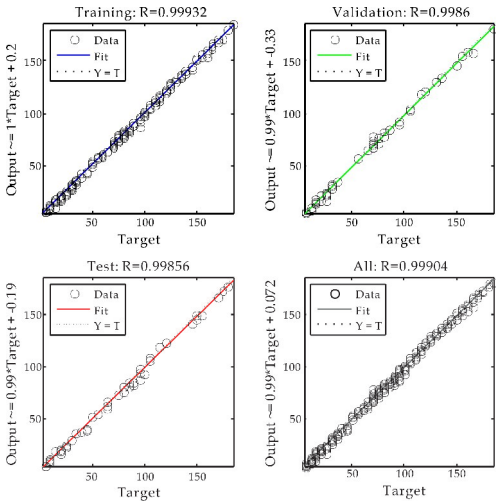 Training: R=0.99932
Output ~= 1*Target + 0.2
Data
Fit
Y = T
150
100
50
50
100
150
Target
Validation: R=0.9986
Output ~= 0.99*Target + -0.33
Data
Fit
Y = T
150
100
50
50
100
150
Target
Test: R=0.99856
Output ~= 0.99*Target + -0.19
Data
Fit
Y = T
150
100
50
50
100
150
Target
All: R=0.99904
Output ~= 0.99*Target + 0.072
Data
Fit
Y = T
150
100
50
50
100
150
Target